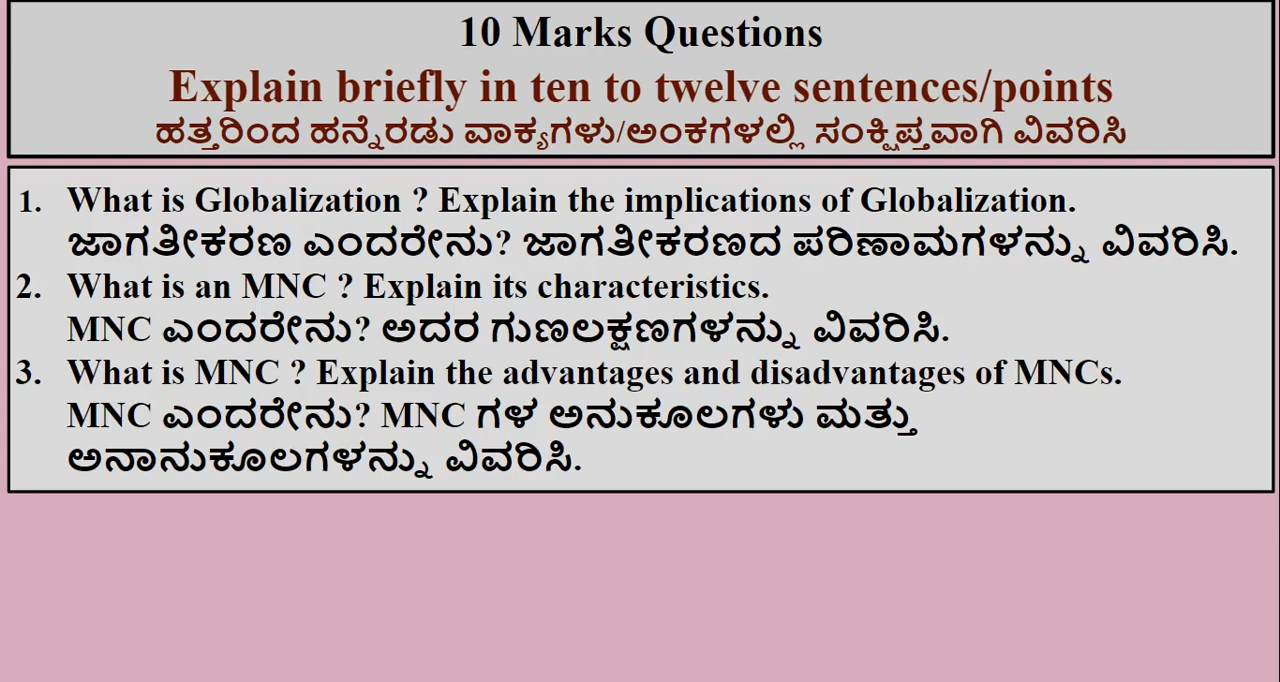 10 Marks Questions
Explain briefly in ten to twelve sentences/points
ಹತ್ತರಿಂದ ಹನ್ನೆರಡು ವಾಕ್ಯಗಳು/ಅಂಕಗಳಲ್ಲಿ ಸಂಕ್ಷಿಪ್ತವಾಗಿ ವಿವರಿಸಿ
1. What is Globalization ? Explain the implications of Globalization.
ಜಾಗತೀಕರಣ ಎಂದರೇನು? ಜಾಗತೀಕರಣದ ಪರಿಣಾಮಗಳನ್ನು ವಿವರಿಸಿ.
2. What is an MNC ? Explain its characteristics.
MNC ಎಂದರೇನು? ಅದರ ಗುಣಲಕ್ಷಣಗಳನ್ನು ವಿವರಿಸಿ.
3. What is MNC ? Explain the advantages and disadvantages of MNCs.
MNC ಎಂದರೇನು? MNC ಗಳ ಅನುಕೂಲಗಳು ಮತ್ತು
ಅನಾನುಕೂಲಗಳನ್ನು ವಿವರಿಸಿ.